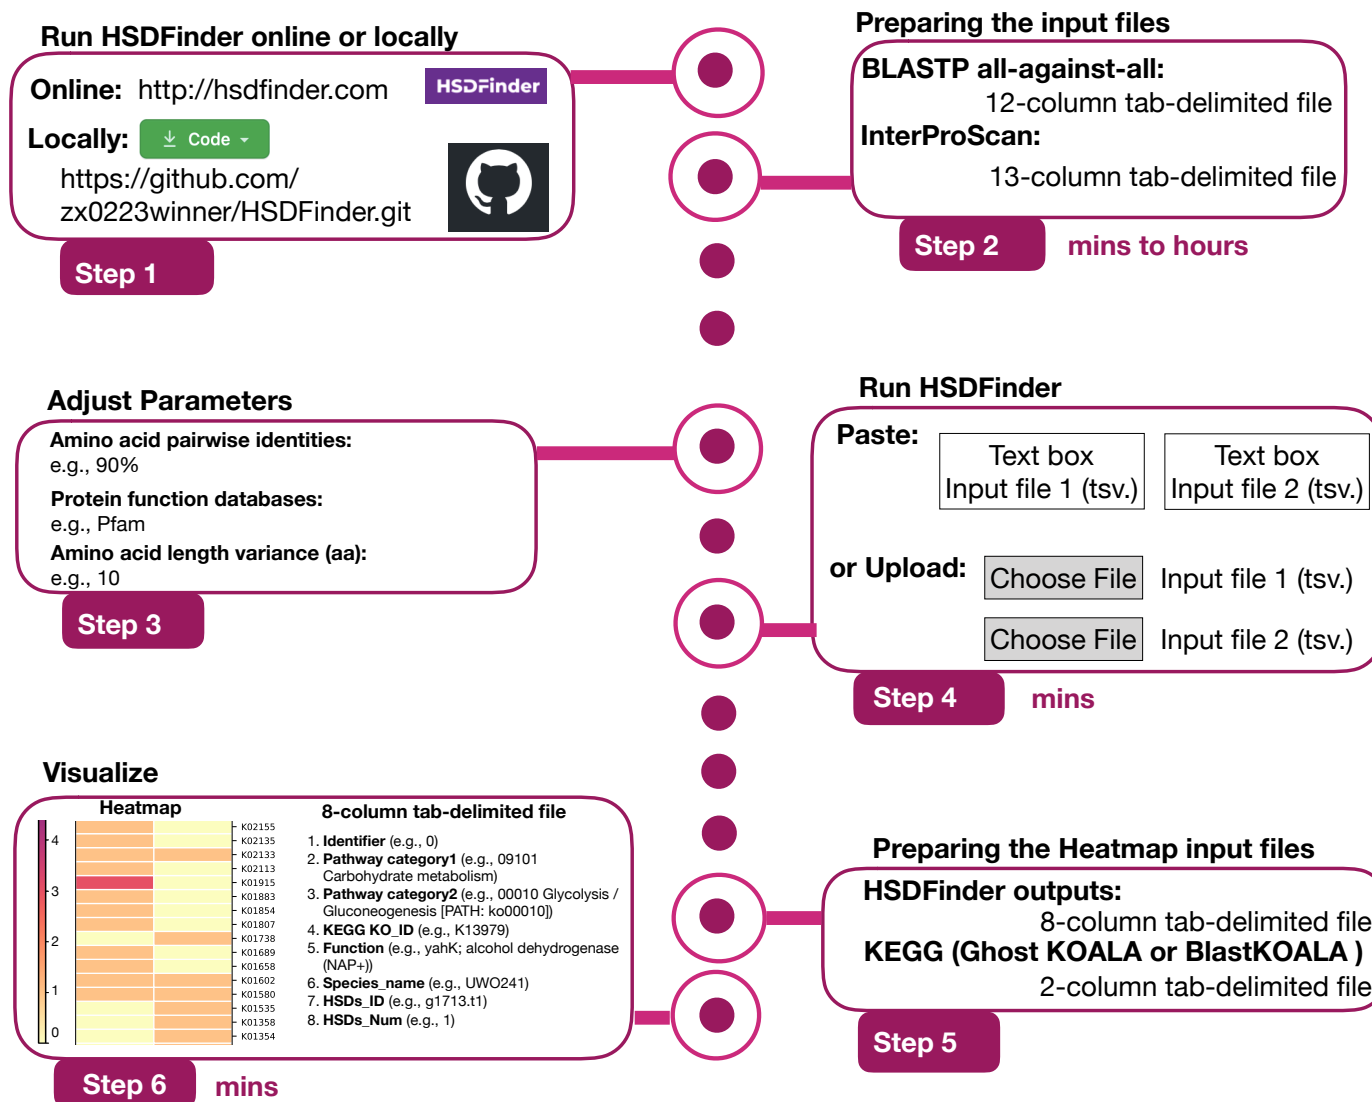 Run HSDFinder online or locally
Online: http://hsdfinder.com
HSDFinder
Locally:
Code
https://github.com/
zx0223winner/HSDFinder.git
Step 1
Preparing the input files
BLASTP all-against-all:
12-column tab-delimited file
InterProScan:
13-column tab-delimited file
Step 2
mins to hours
Adjust Parameters
Amino acid pairwise identities:
e.g., 90%
Protein function databases:
e.g., Pfam
Amino acid length variance (aa):
e.g., 10
Step 3
Run HSDFinder
Paste:
Text box
Input file 1 (tsv.)
Text box
Input file 2 (tsv.)
or Upload:
Choose File
Input file 1 (tsv.)
Choose File
Input file 2 (tsv.)
Step 4
mins
Visualize
Heatmap
4
3
2
1
0
K02155
K02135
K02133
K02113
K01915
K01883
K01854
K01807
K01738
K01689
K01658
K01602
K01580
K01535
K01358
K01354
8-column tab-delimited file
1. Identifier (e.g., 0)
2. Pathway category1 (e.g., 09101
Carbohydrate metabolism)
3. Pathway category2 (e.g., 00010 Glycolysis /
Gluconeogenesis [PATH: ko00010])
4. KEGG KO_ID (e.g., K13979)
5. Function (e.g., yahK; alcohol dehydrogenase
(NAP+))
6. Species_name (e.g., UWO241)
7. HSDs_ID (e.g., g1713.t1)
8. HSDs_Num (e.g., 1)
Step 6
mins
Preparing the Heatmap input files
HSDFinder outputs:
8-column tab-delimited file
KEGG (Ghost KOALA or BlastKOALA )
2-column tab-delimited file
Step 5